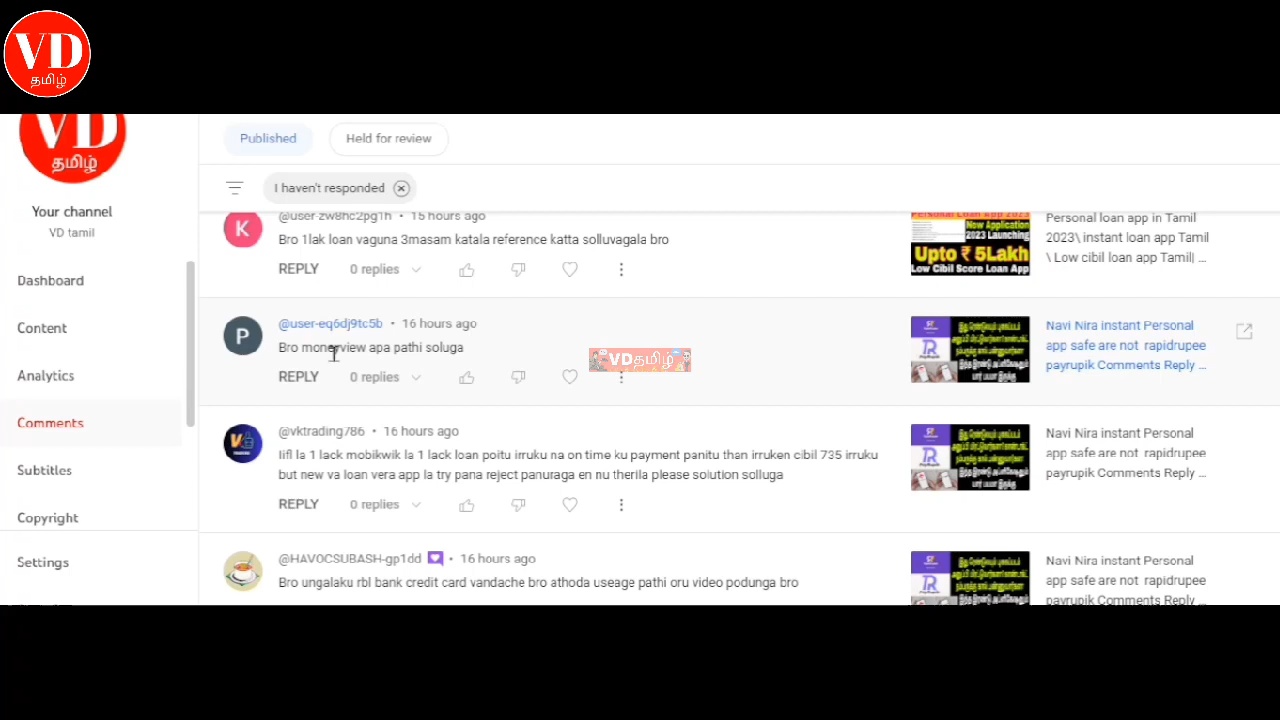 VD
தமிழ்
VD
தமிழ்
Your channel
VD tamil
Dashboard
Content
Analytics
Comments
Subtitles
Copyright
Settings
Published
Held for review
I haven't responded
K
@user-zw8hc2pg1h • 15 hours ago
Bro 1lak loan vaguna 3masam katala reference katta solluvagala bro
REPLY 0 replies
Personal Loan App 2023
New Application
2023 Launching
Upto ₹ 5Lakh
Low Cibil Score Loan App
Personal loan app in Tamil
2023\ instant loan app Tamil
\ Low cibil loan app Tamil| ...
P
@user-eq6dj9tc5b • 16 hours ago
Bro moneyview apa pathi soluga
REPLY 0 replies
VDதமிழ்
Navi Nira instant Personal
app safe are not rapidrupee
payrupik Comments Reply ...
@vktrading786 • 16 hours ago
Iifl la 1 lack mobikwik la 1 lack loan poitu irruku na on time ku payment panitu than irruken cibil 735 irruku
but new va loan vera app la try pana reject panuraga en nu therila please solution solluga
REPLY 0 replies
Navi Nira instant Personal
app safe are not rapidrupee
payrupik Comments Reply ...
@HAVOCSUBASH-gp1dd • 16 hours ago
Bro engalaku rbl bank credit card vandache bro athoda useage pathi oru video podunga bro
Navi Nira instant Personal
app safe are not rapidrupee
payrupik Comments Reply ...